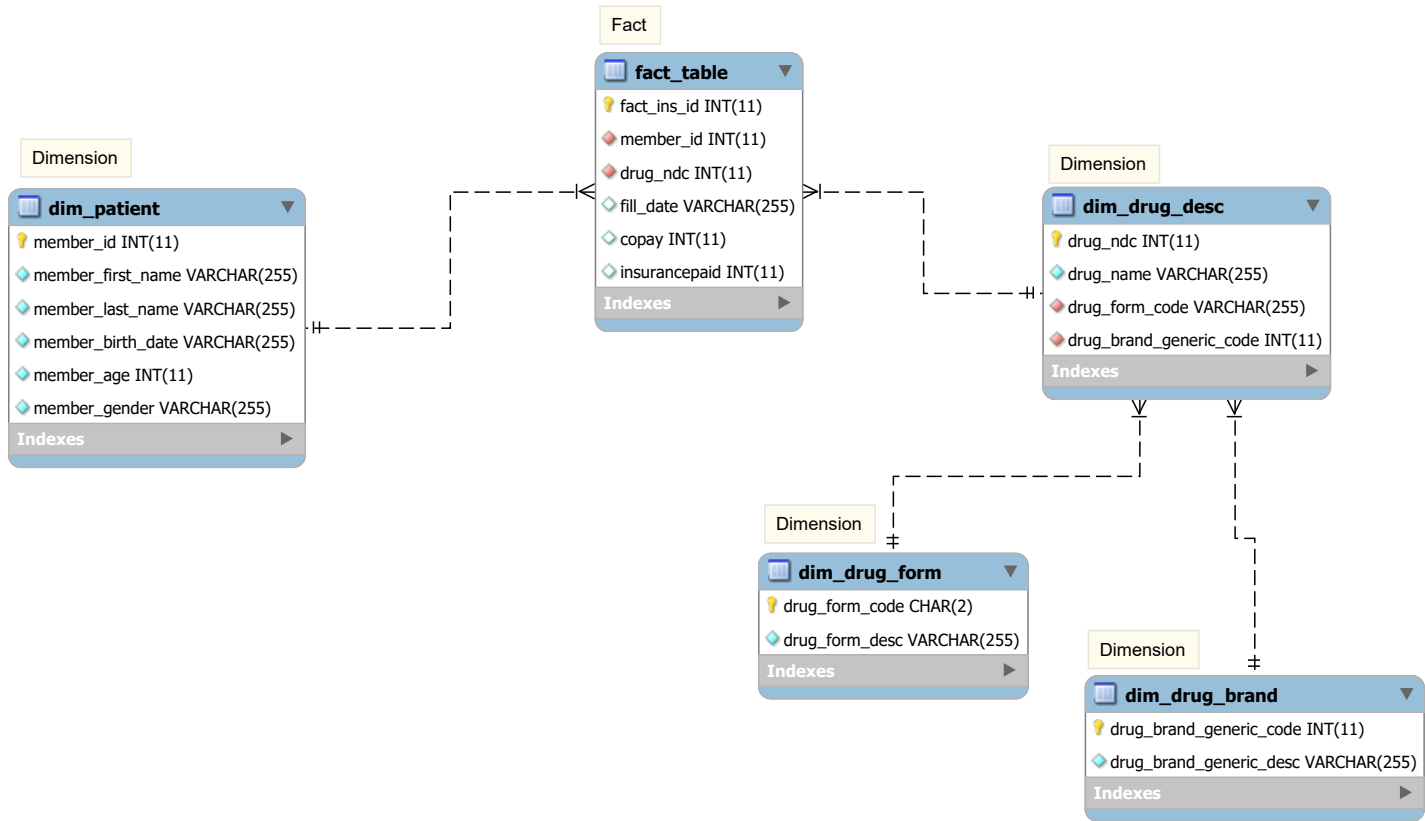 Fact
fact_table
fact_ins_id INT(11)
member_id INT(11)
drug_ndc INT(11)
fill_date VARCHAR(255)
copay INT(11)
insurancepaid INT(11)
Indexes
Dimension
dim_patient
member_id INT(11)
member_first_name VARCHAR(255)
member_last_name VARCHAR(255)
member_birth_date VARCHAR(255)
member_age INT(11)
member_gender VARCHAR(255)
Indexes
Dimension
dim_drug_desc
drug_ndc INT(11)
drug_name VARCHAR(255)
drug_form_code VARCHAR(255)
drug_brand_generic_code INT(11)
Indexes
Dimension
dim_drug_form
drug_form_code CHAR(2)
drug_form_desc VARCHAR(255)
Indexes
Dimension
dim_drug_brand
drug_brand_generic_code INT(11)
drug_brand_generic_desc VARCHAR(255)
Indexes